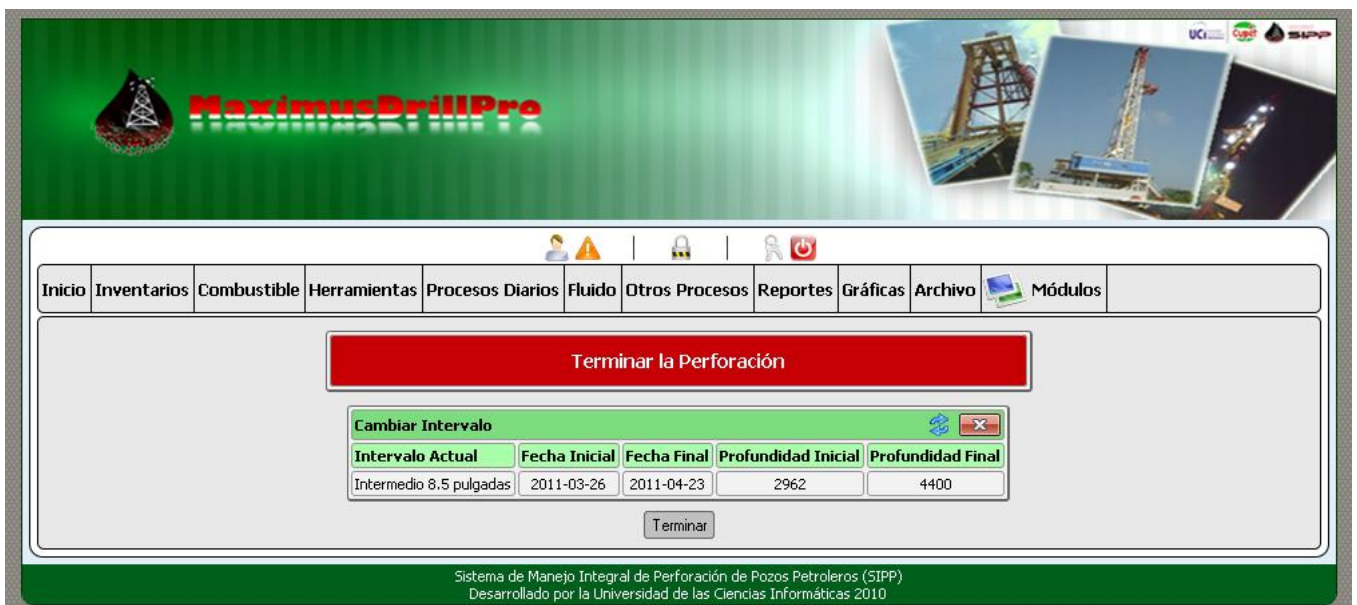 UCi Cupet SIPP
MaximusDrillPro
Inicio Inventarios Combustible Herramientas Procesos Diarios Fluido Otros Procesos Reportes Gráficas Archivo Módulos
Terminar la Perforación
Cambiar Intervalo
Intervalo Actual Fecha Inicial Fecha Final Profundidad Inicial Profundidad Final
Intermedio 8.5 pulgadas 2011-03-26 2011-04-23 2962 4400
Terminar
Sistema de Manejo Integral de Perforación de Pozos Petroleros (SIPP)
Desarrollado por la Universidad de las Ciencias Informáticas 2010